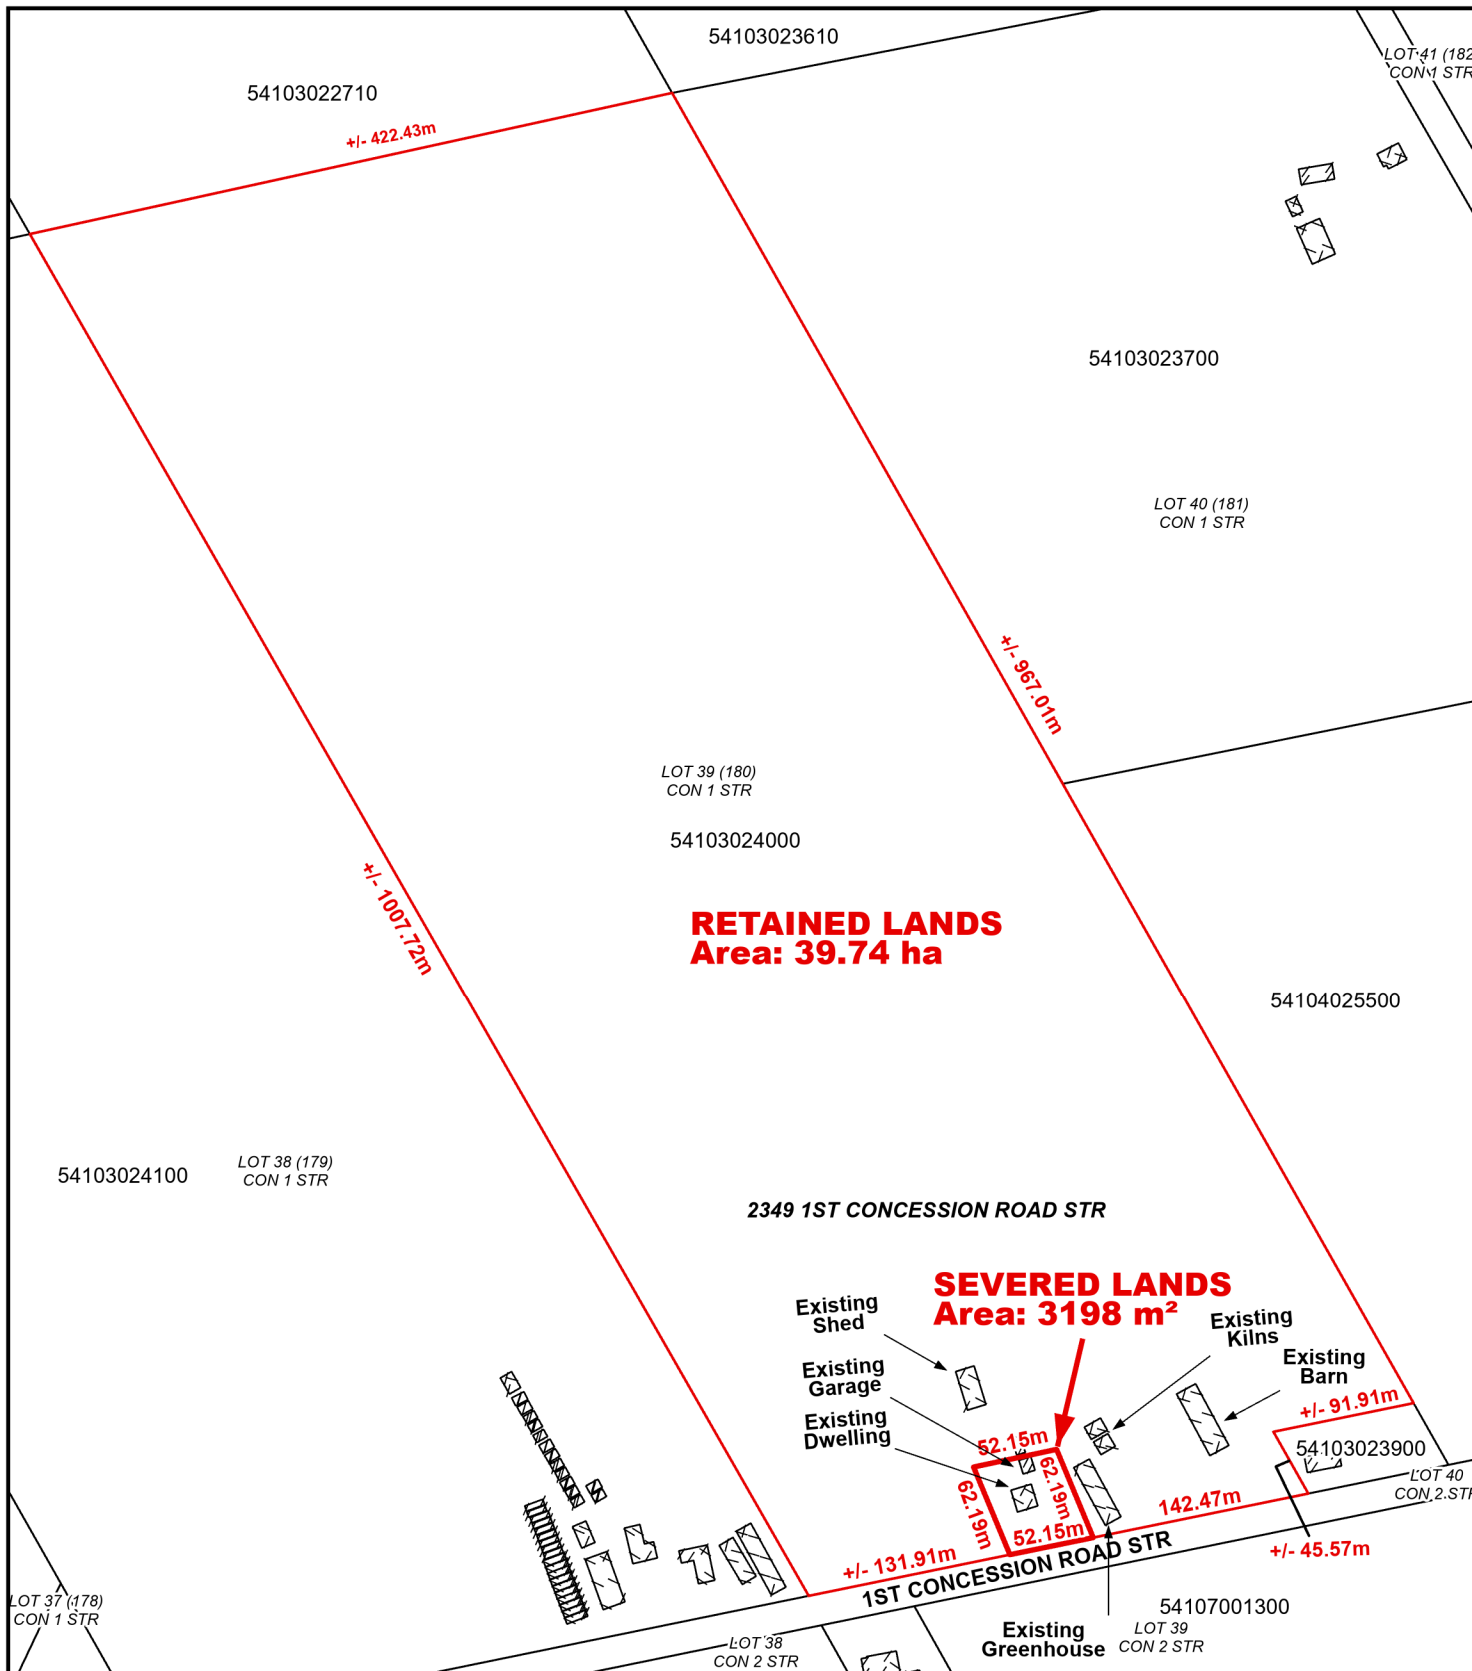 54103023610
LOT 41 (182
CON 1 STR
54103022710
+/- 422.43m
54103023700
LOT 40 (181)
CON 1 STR
+/- 967.01m
LOT 39 (180)
CON 1 STR
54103024000
+/- 1007.72m
RETAINED LANDS
Area: 39.74 ha
54104025500
54103024100
LOT 38 (179)
CON 1 STR
2349 1ST CONCESSION ROAD STR
SEVERED LANDS
Area: 3198 m²
Existing
Shed
Existing
Kilns
Existing
Garage
Existing
Barn
Existing
Dwelling
+/- 91.91m
52.15m
62.19m
62.19m
52.15m
54103023900
LOT 40
CON 2 STR
142.47m
+/- 131.91m
+/- 45.57m
1ST CONCESSION ROAD STR
LOT 37 (178)
CON 1 STR
54107001300
Existing
Greenhouse
LOT 39
CON 2 STR
LOT 38
CON 2 STR